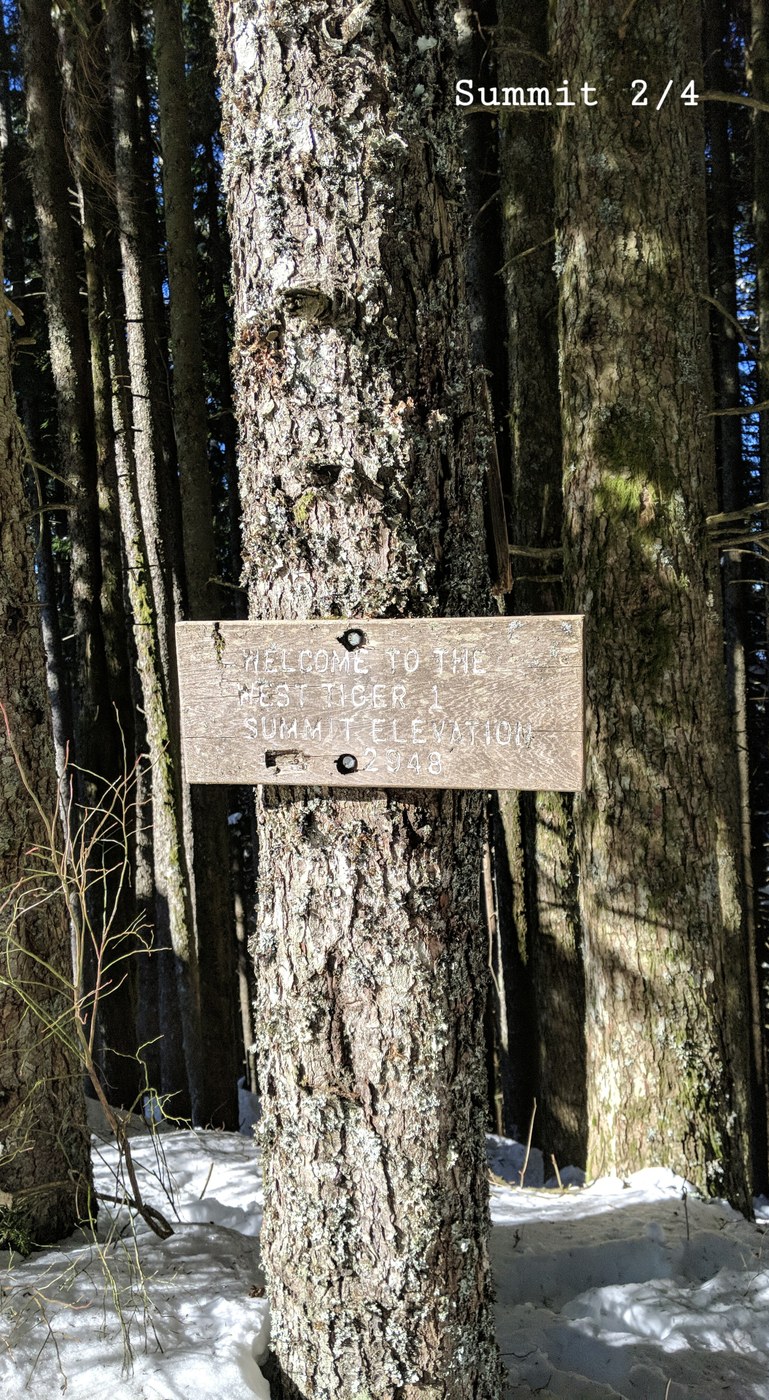 Summit 2/4
WELCOME TO THE
WEST TIGER 1
SUMMIT ELEVATION
2948